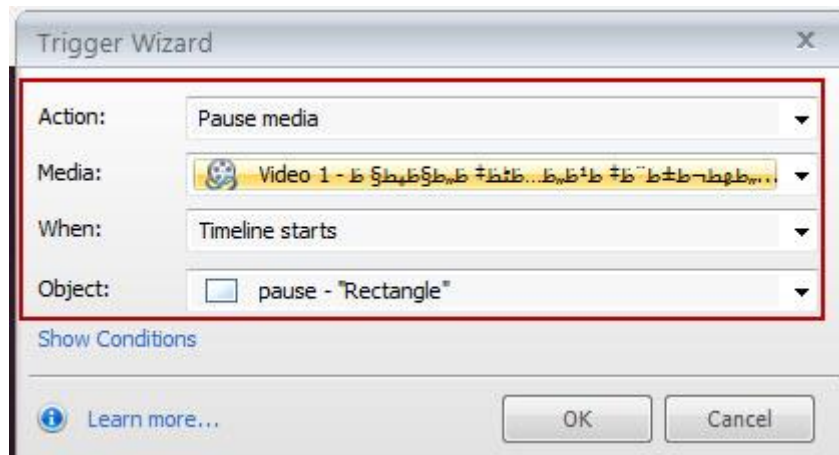 Trigger Wizard
Action: Pause media
Media: Video 1 -
When: Timeline starts
Object: pause - "Rectangle"
Show Conditions
Learn more...
OK Cancel